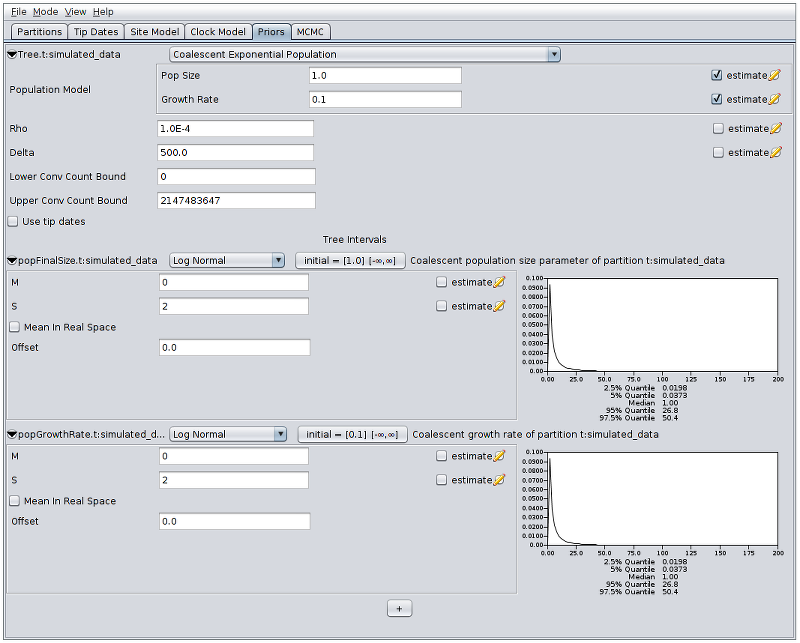 File Mode View Help
Partitions Tip Dates Site Model Clock Model Priors MCMC
Tree.t:simulated_data Coalescent Exponential Population
Population Model
Pop Size 1.0 estimate
Growth Rate 0.1 estimate
Rho 1.0E-4 estimate
Delta 500.0 estimate
Lower Conv Count Bound 0
Upper Conv Count Bound 2147483647
Use tip dates
Tree Intervals
popFinalSize.t:simulated_data Log Normal initial = [1.0] [-∞,∞] Coalescent population size parameter of partition t:simulated_data
M 0 estimate
S 2 estimate
Mean In Real Space
Offset 0.0
0.100
0.0900
0.0800
0.0700
0.0600
0.0500
0.0400
0.0300
0.0200
0.0100
0.00
0.00 25.0 50.0 75.0 100 125 150 175 200
2.5% Quantile 0.0198
5% Quantile 0.0373
Median 1.00
95% Quantile 26.8
97.5% Quantile 50.4
popGrowthRate.t:simulated_d... Log Normal initial = [0.1] [-∞,∞] Coalescent growth rate of partition t:simulated_data
M 0 estimate
S 2 estimate
Mean In Real Space
Offset 0.0
0.100
0.0900
0.0800
0.0700
0.0600
0.0500
0.0400
0.0300
0.0200
0.0100
0.00
0.00 25.0 50.0 75.0 100 125 150 175 200
2.5% Quantile 0.0198
5% Quantile 0.0373
Median 1.00
95% Quantile 26.8
97.5% Quantile 50.4
+